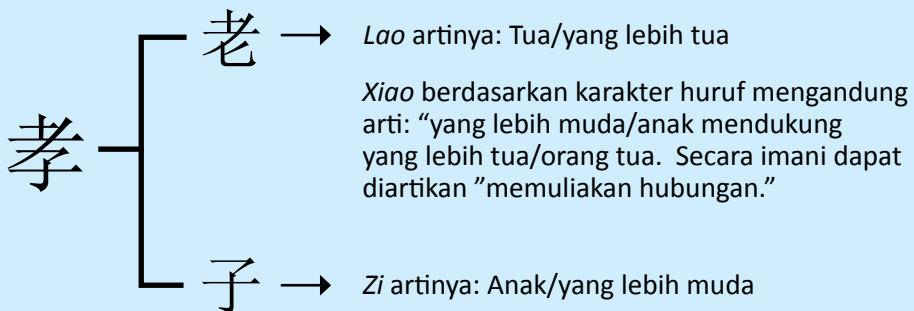 老 → Lao artinya: Tua/yang lebih tua
孝
Xiao berdasarkan karakter huruf mengandung
arti: “yang lebih muda/anak mendukung
yang lebih tua/orang tua.  Secara imani dapat
diartikan ”memuliakan hubungan.”
子 → Zi artinya: Anak/yang lebih muda